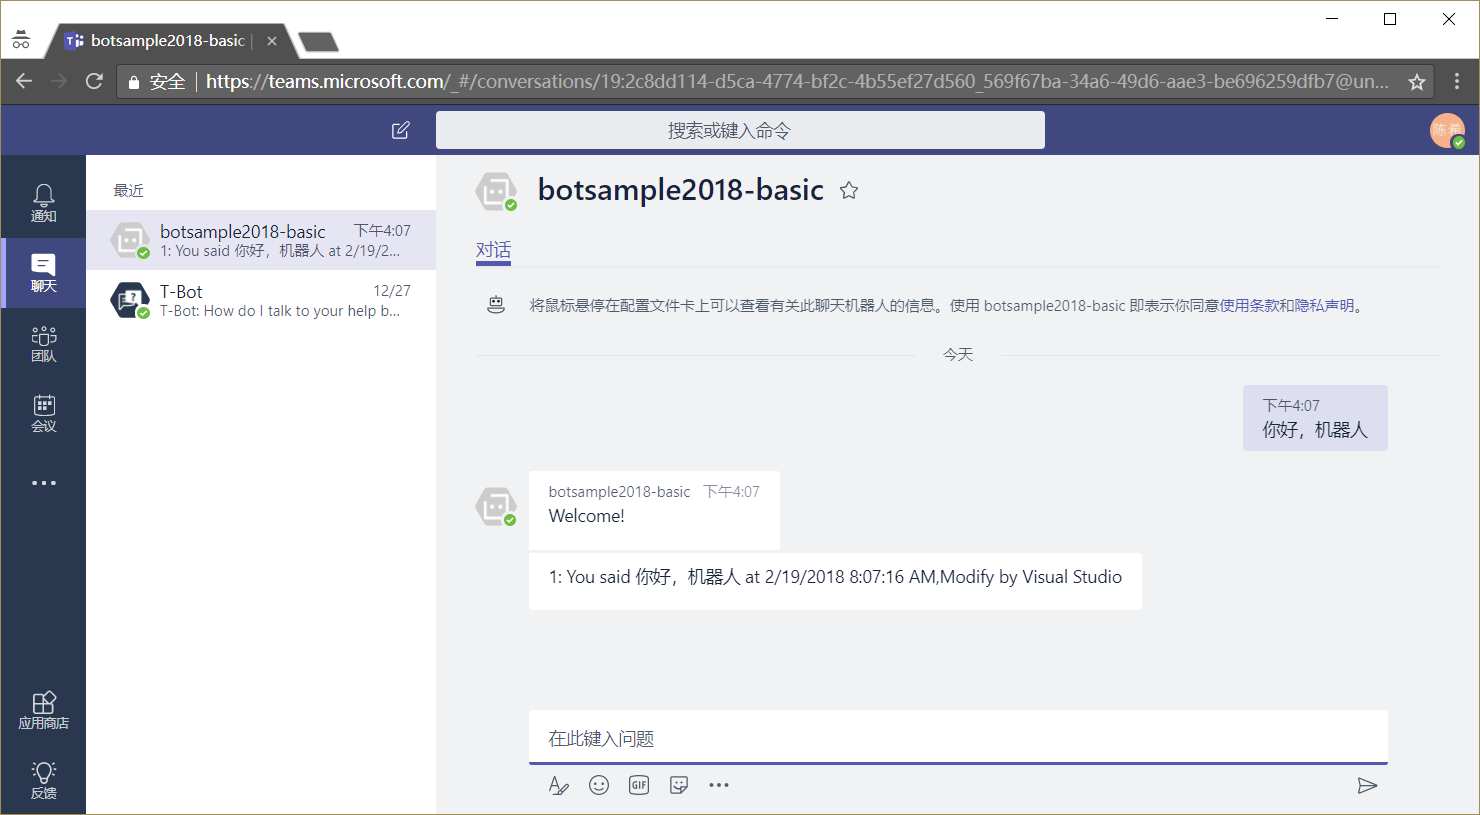 botsample2018-basic |
安全 | https://teams.microsoft.com/_#/conversations/19:2c8dd114-d5ca-4774-bf2c-4b55ef27d560_569f67ba-34a6-49d6-aae3-be696259dfb7@un...
搜索或键入命令
陈希
通知
聊天
团队
会议
应用商店
反馈
最近
botsample2018-basic 下午4:07
1: You said 你好，机器人 at 2/19/2...
T-Bot 12/27
T-Bot: How do I talk to your help b...
botsample2018-basic
对话
将鼠标悬停在配置文件卡上可以查看有关此聊天机器人的信息。使用 botsample2018-basic 即表示你同意使用条款和隐私声明。
今天
下午4:07
你好，机器人
botsample2018-basic 下午4:07
Welcome!
1: You said 你好，机器人 at 2/19/2018 8:07:16 AM,Modify by Visual Studio
在此键入问题
GIF